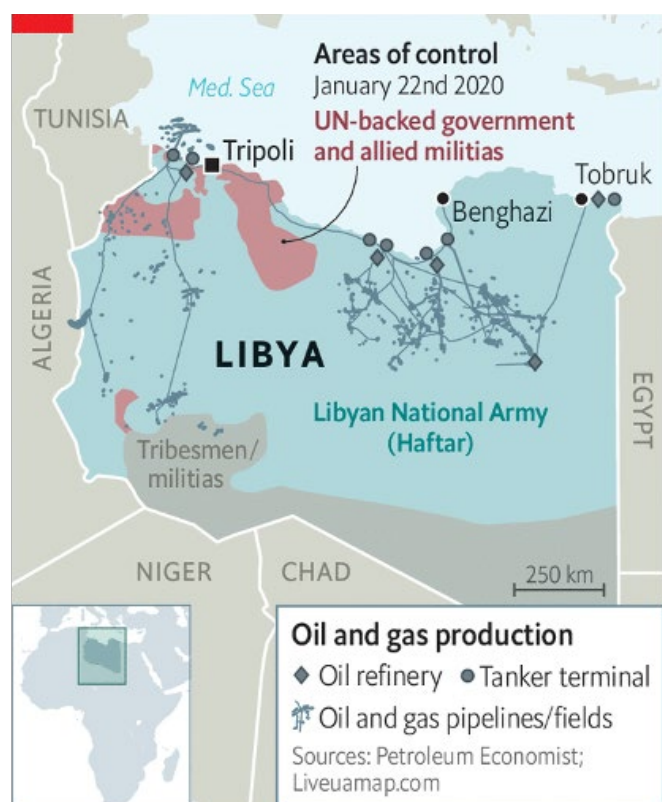 Areas of control
January 22nd 2020
UN-backed government
and allied militias
Med. Sea
TUNISIA
Tripoli
Benghazi
Tobruk
ALGERIA
LIBYA
EGYPT
Libyan National Army
(Haftar)
Tribesmen/
militias
NIGER
CHAD
250 km
Oil and gas production
Oil refinery
Tanker terminal
Oil and gas pipelines/fields
Sources: Petroleum Economist;
Liveuamap.com